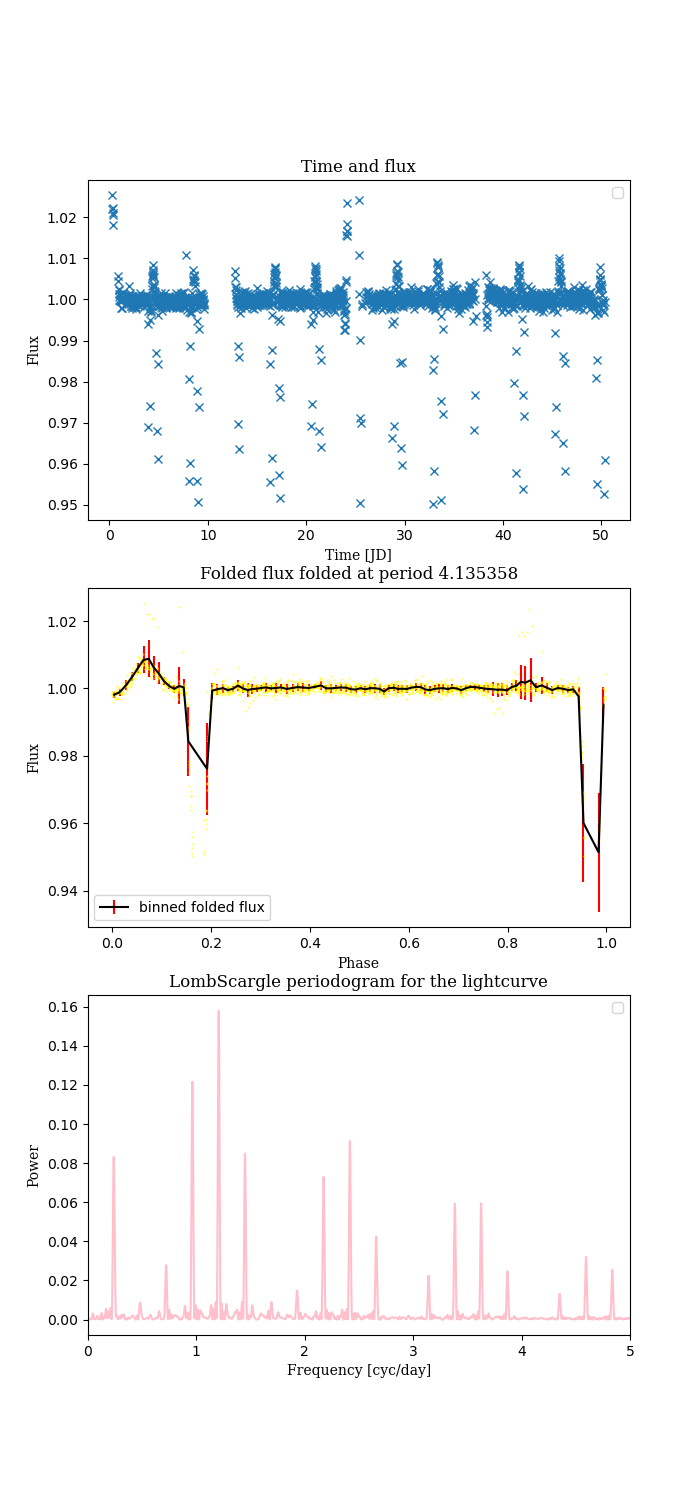 Time and flux
Flux
1.02
1.01
1.00
0.99
0.98
0.97
0.96
0.95
0 10 20 30 40 50
Time [JD]
Folded flux folded at period 4.135358
Flux
1.02
1.00
0.98
0.96
0.94
binned folded flux
0.0 0.2 0.4 0.6 0.8 1.0
Phase
LombScargle periodogram for the lightcurve
Power
0.16
0.14
0.12
0.10
0.08
0.06
0.04
0.02
0.00
0 1 2 3 4 5
Frequency [cyc/day]